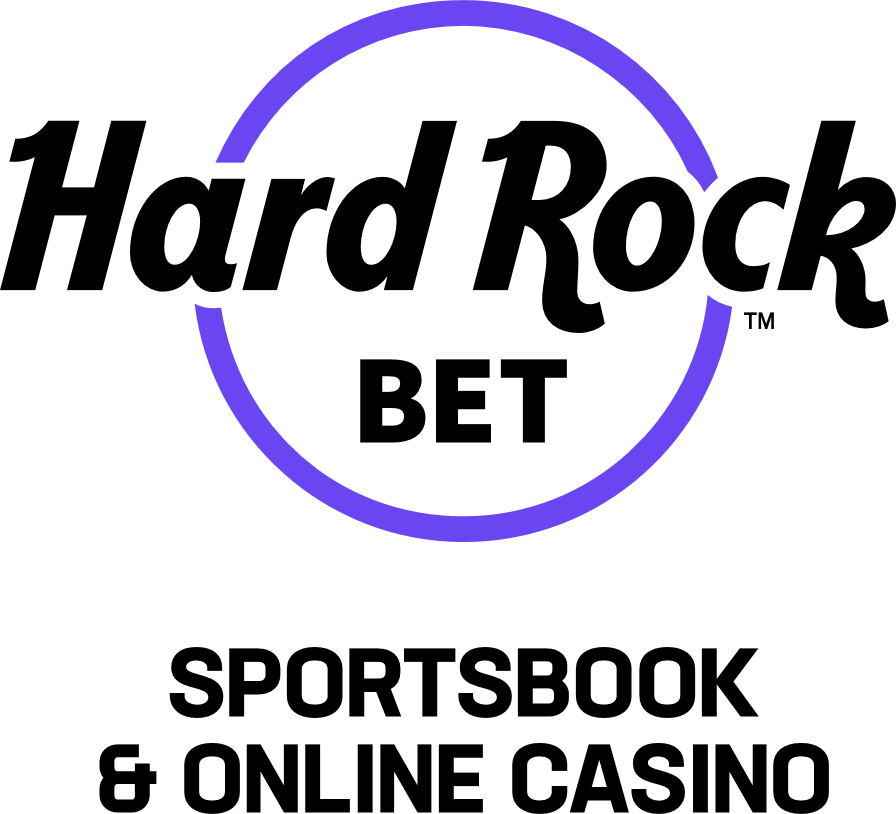 Hard Rock
TM
BET
SPORTSBOOK
& ONLINE CASINO